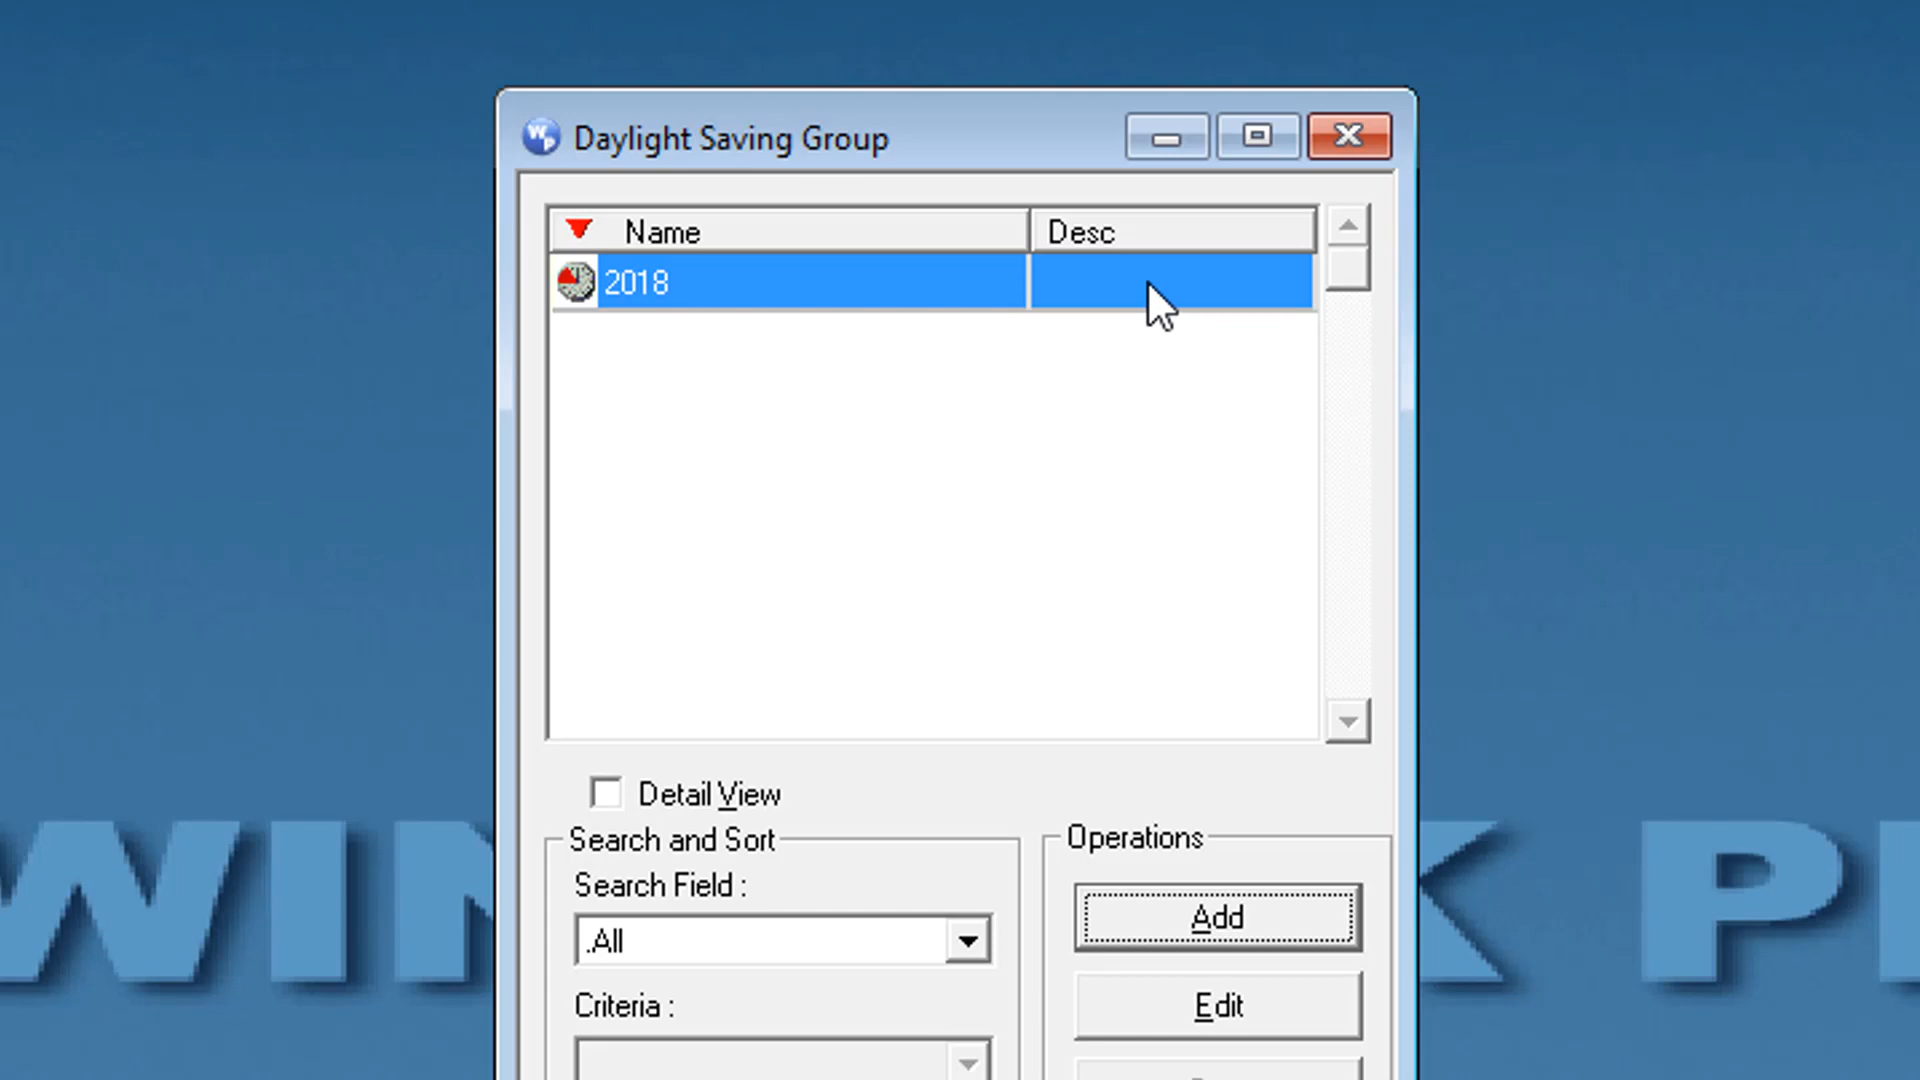 Daylight Saving Group
Name Desc
2018
Detail View
Search and Sort
Operations
Search Field :
.All
Add
Criteria :
Edit
WIN K P